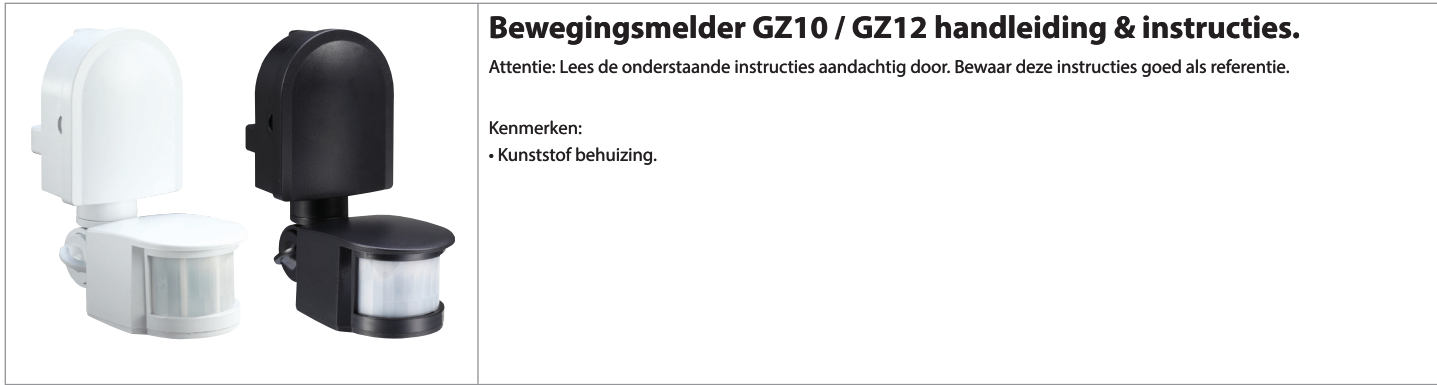 Bewegingsmelder GZ10 / GZ12 handleiding & instructies.
Attentie: Lees de onderstaande instructies aandachtig door. Bewaar deze instructies goed als referentie.
Kenmerken:
• Kunststof behuizing.